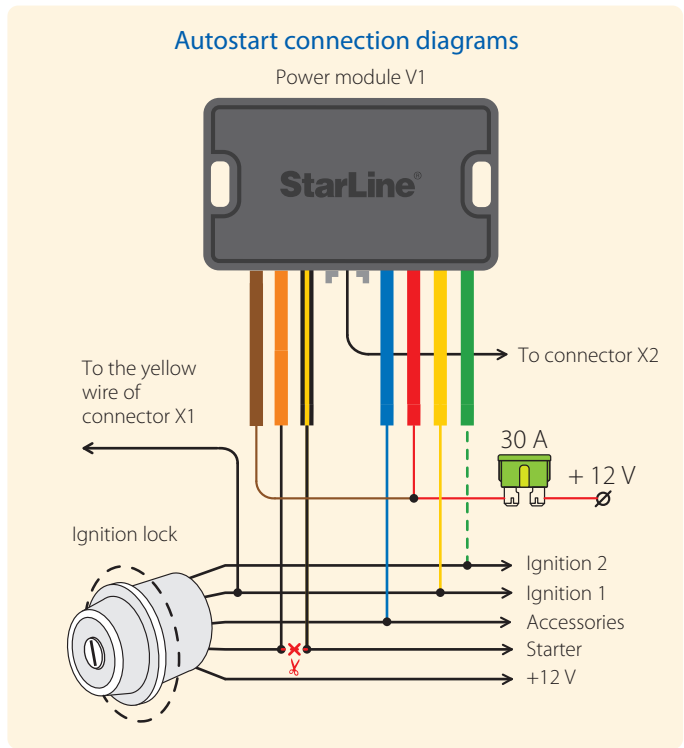 Autostart connection diagrams
Power module V1
StarLine®
To connector X2
To the yellow
wire of
connector X1
30 A
+ 12 V
Ignition lock
Ignition 2
Ignition 1
Accessories
Starter
+12 V